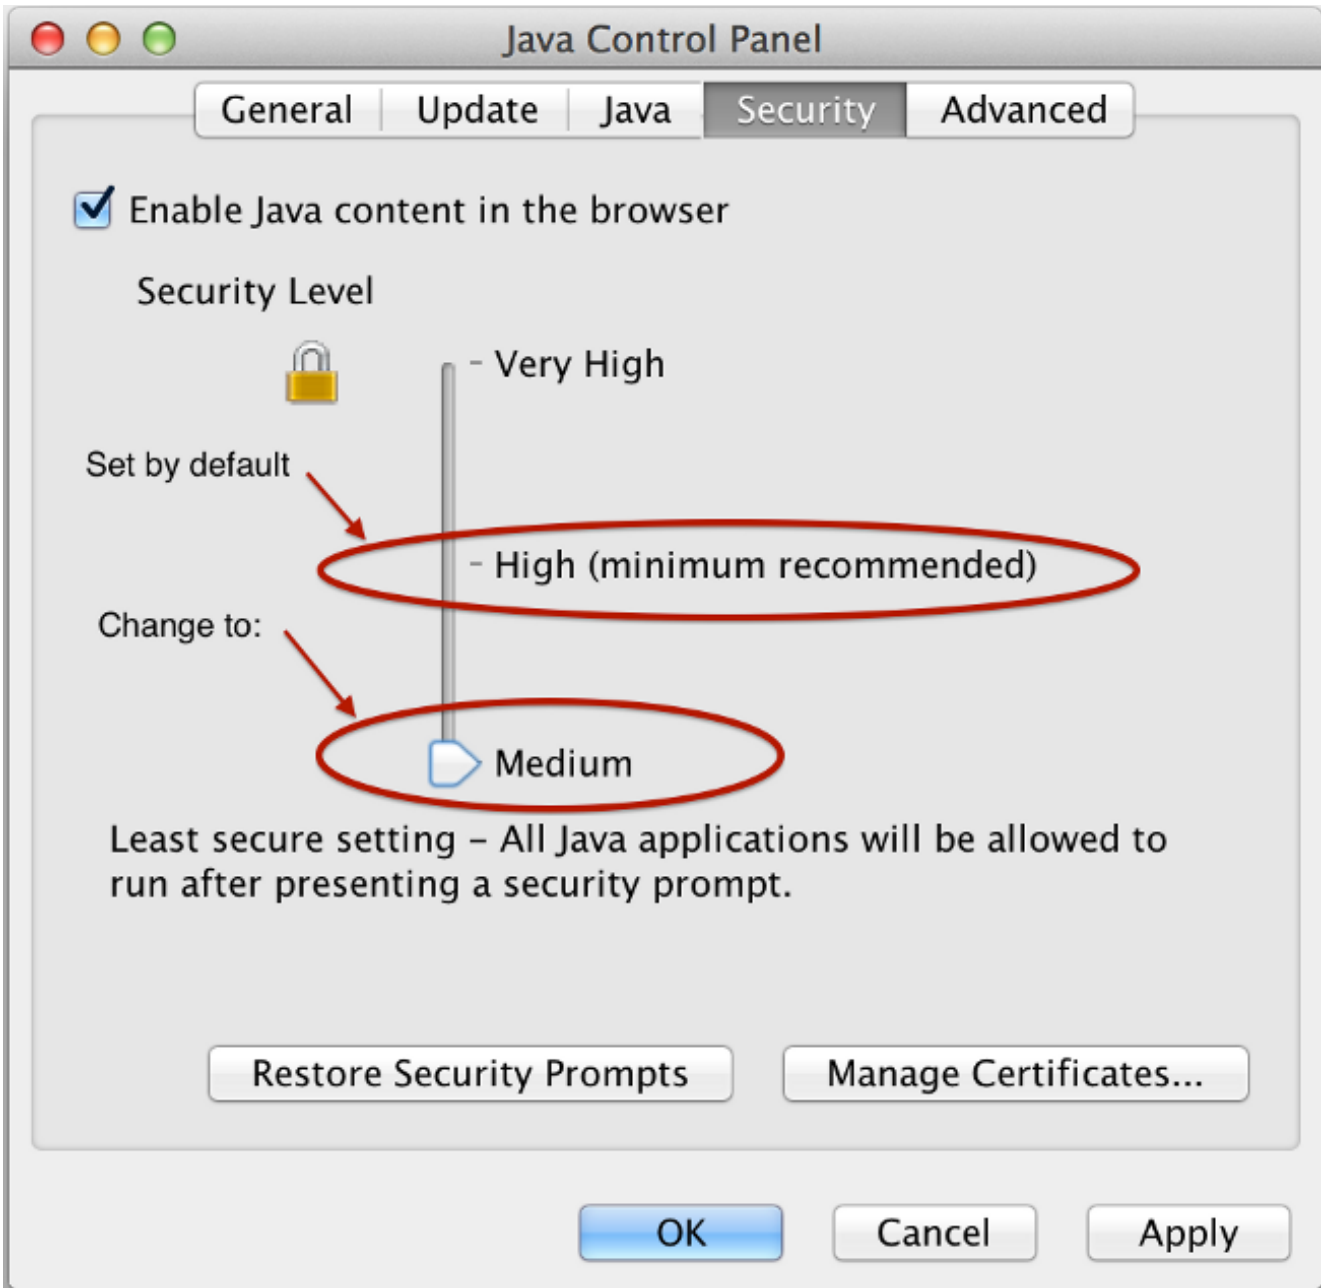 Java Control Panel
General Update Java Security Advanced
Enable Java content in the browser
Security Level
- Very High
Set by default
- High (minimum recommended)
Change to:
Medium
Least secure setting – All Java applications will be allowed to
run after presenting a security prompt.
Restore Security Prompts Manage Certificates...
OK Cancel Apply